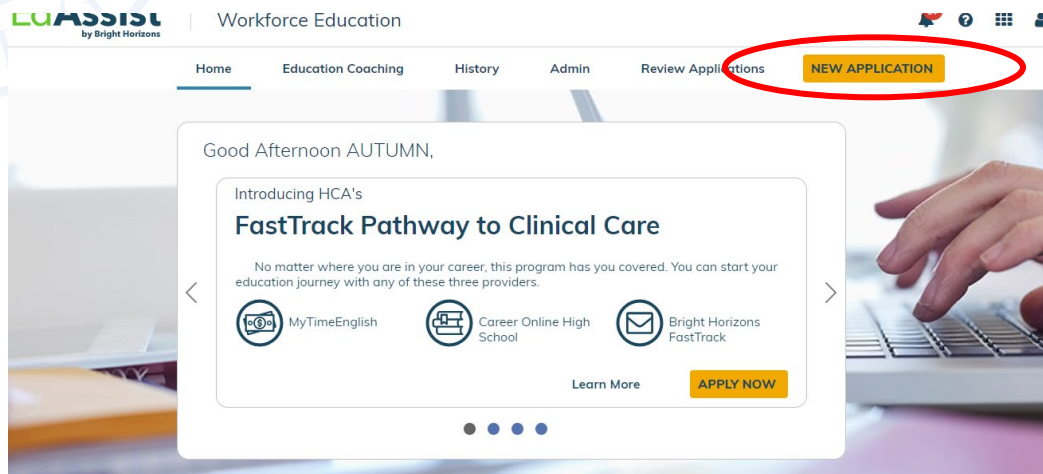 EdAssist
by Bright Horizons
Workforce Education
Home Education Coaching History Admin Review Applications NEW APPLICATION
Good Afternoon AUTUMN,
Introducing HCA's
FastTrack Pathway to Clinical Care
No matter where you are in your career, this program has you covered. You can start your
education journey with any of these three providers.
MyTimeEnglish
Career Online High
School
Bright Horizons
FastTrack
Learn More APPLY NOW